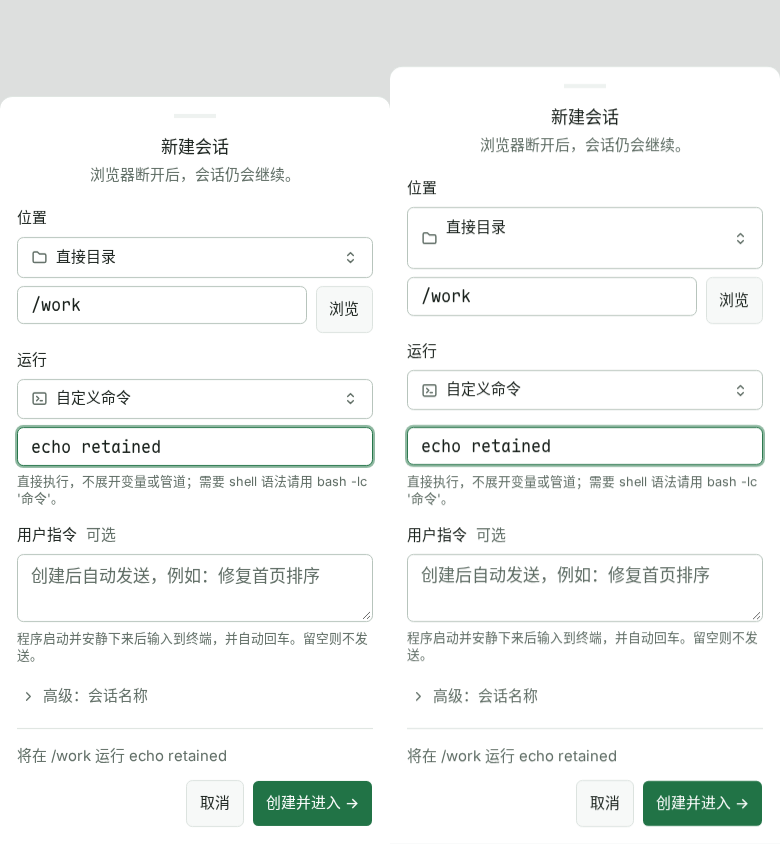 新建会话
浏览器断开后，会话仍会继续。
位置
直接目录
/work
浏览
运行
自定义命令
echo retained
直接执行，不展开变量或管道；需要 shell 语法请用 bash -lc
'命令'。
用户指令 可选
创建后自动发送，例如：修复首页排序
程序启动并安静下来后输入到终端，并自动回车。留空则不发
送。
高级：会话名称
将在 /work 运行 echo retained
取消
创建并进入 →
新建会话
浏览器断开后，会话仍会继续。
位置
直接目录
/work
浏览
运行
自定义命令
echo retained
直接执行，不展开变量或管道；需要 shell 语法请用 bash -lc
'命令'。
用户指令 可选
创建后自动发送，例如：修复首页排序
程序启动并安静下来后输入到终端，并自动回车。留空则不发
送。
高级：会话名称
将在 /work 运行 echo retained
取消
创建并进入 →